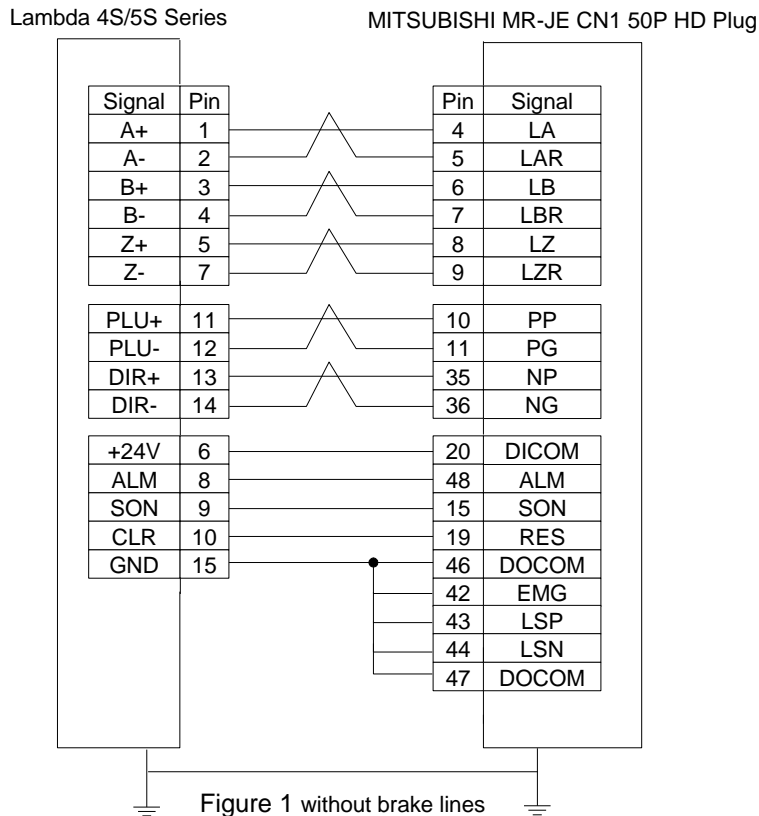 Lambda 4S/5S Series MITSUBISHI MR-JE CN1 50P HD Plug
Signal Pin Pin Signal
A+ 1 4 LA
A- 2 5 LAR
B+ 3 6 LB
B- 4 7 LBR
Z+ 5 8 LZ
Z- 7 9 LZR
PLU+ 11 10 PP
PLU- 12 11 PG
DIR+ 13 35 NP
DIR- 14 36 NG
+24V 6 20 DICOM
ALM 8 48 ALM
SON 9 15 SON
CLR 10 19 RES
GND 15 46 DOCOM
42 EMG
43 LSP
44 LSN
47 DOCOM
Figure 1 without brake lines